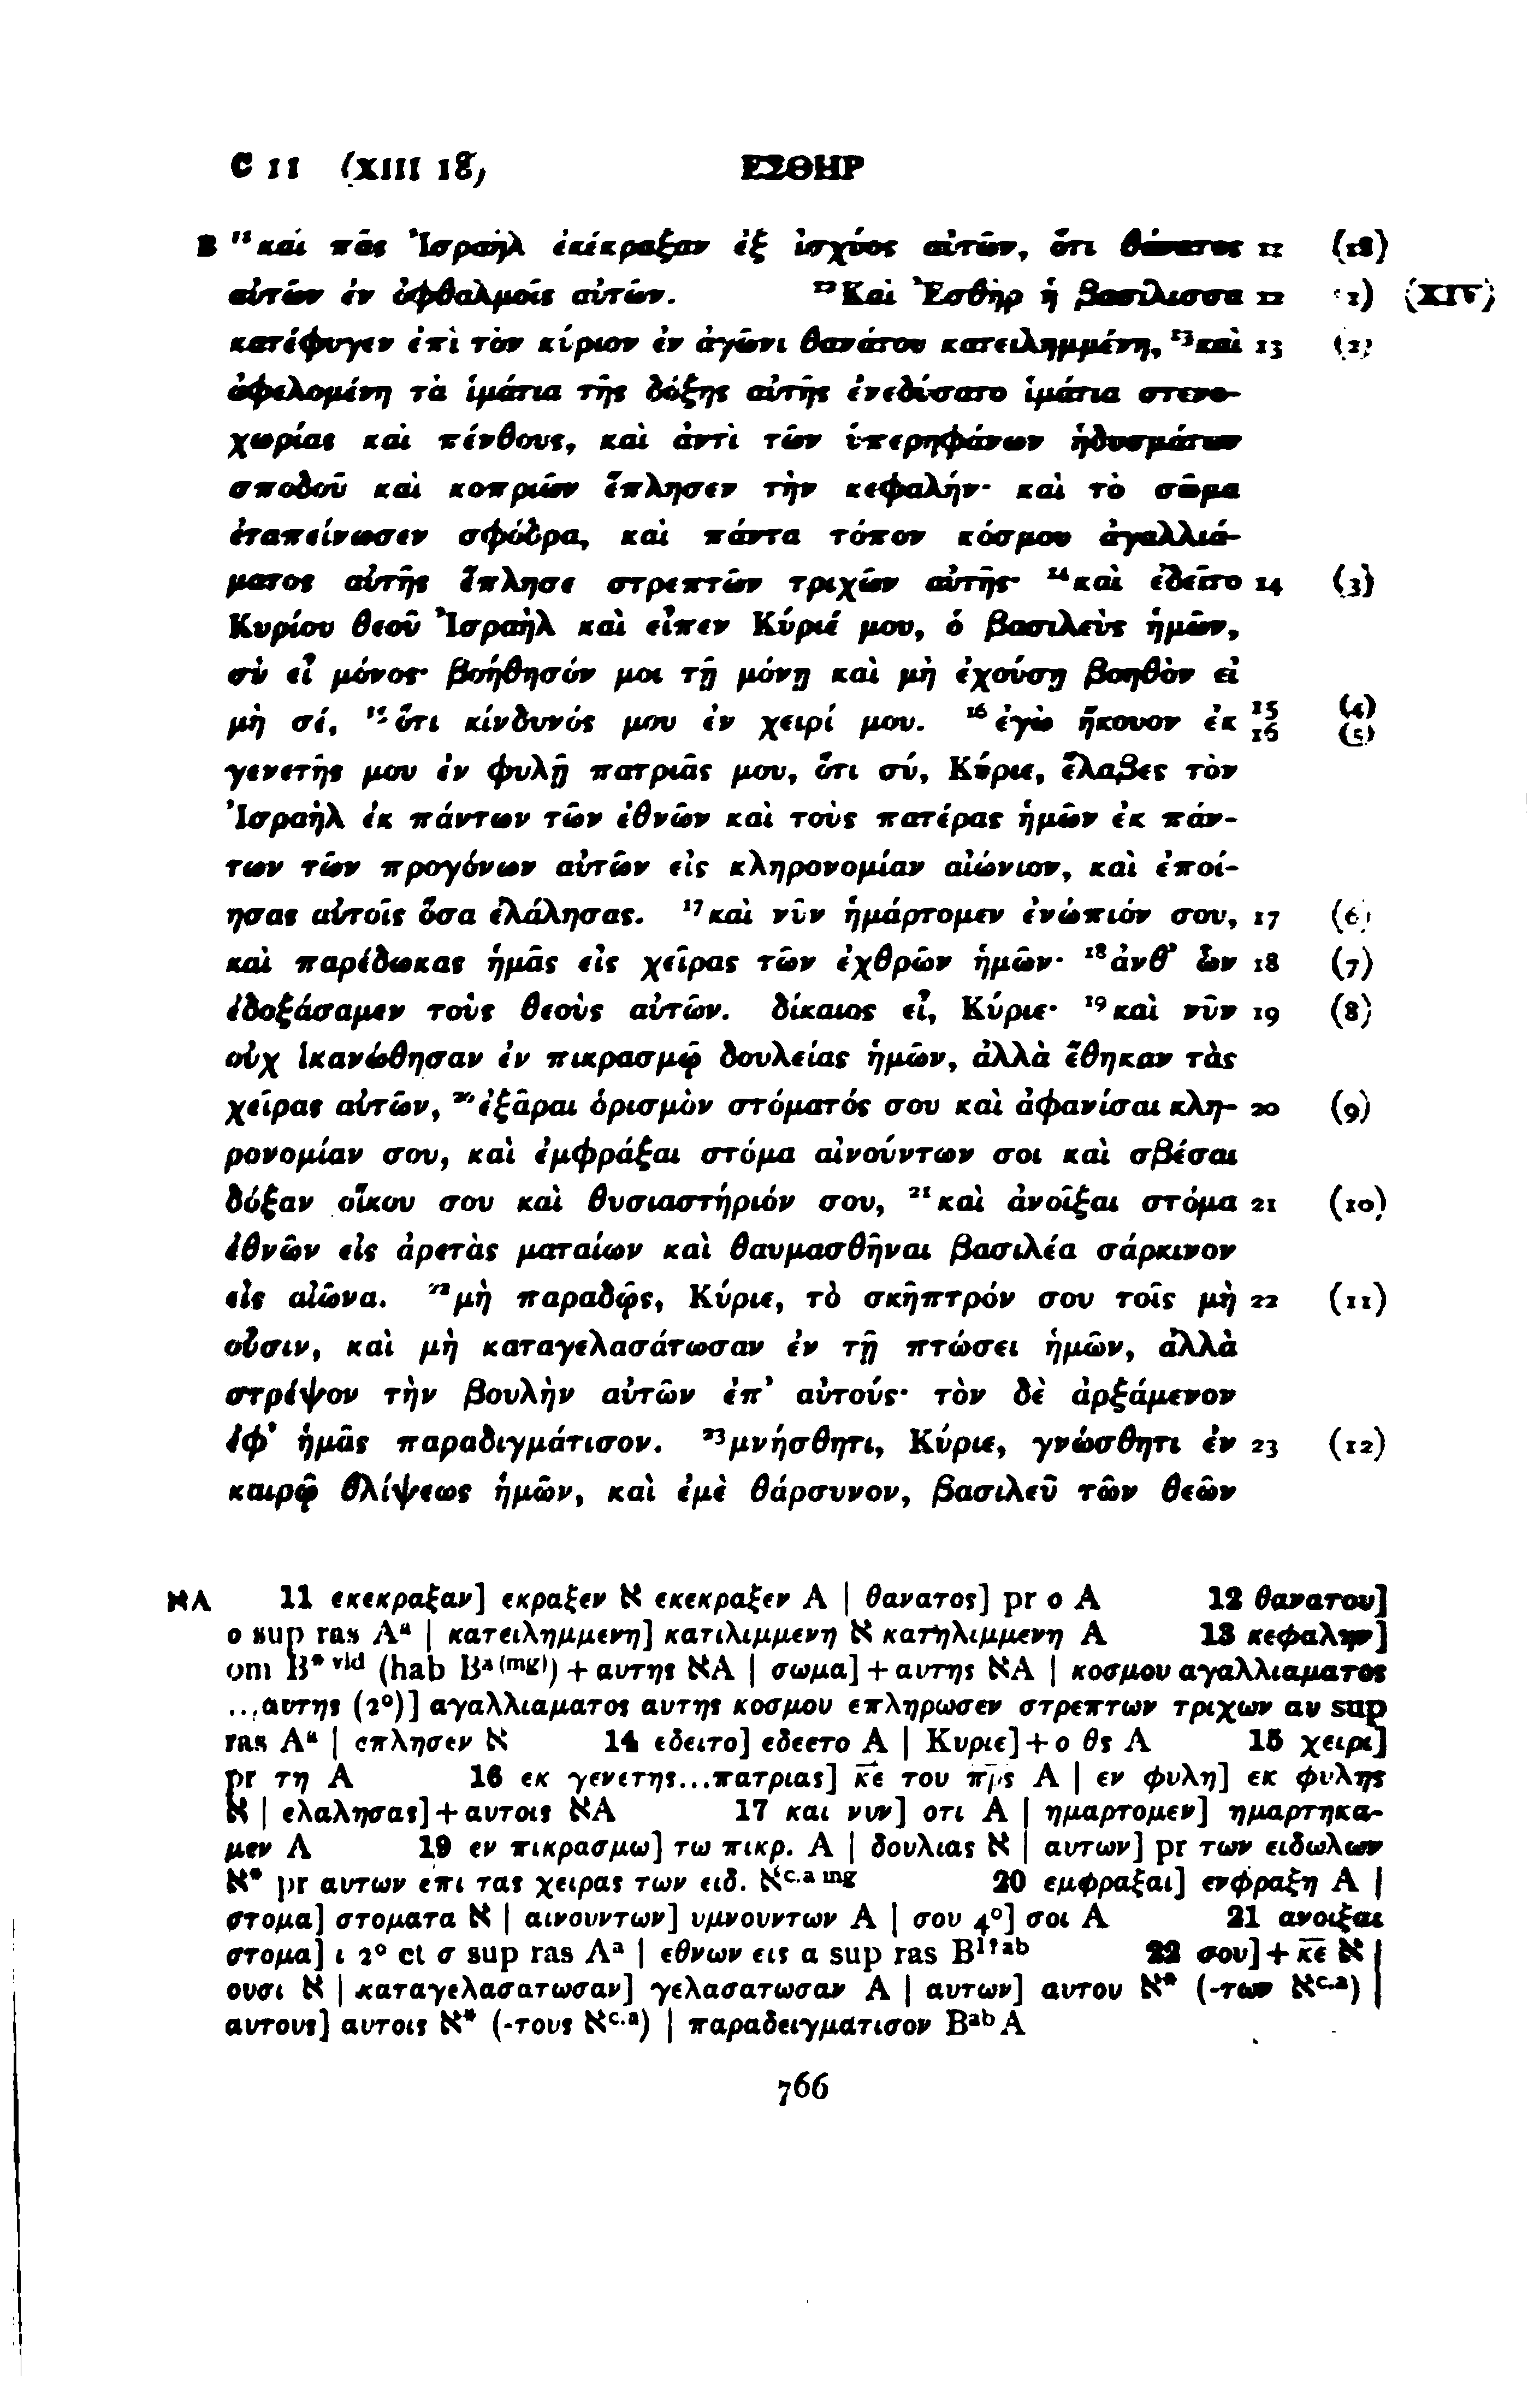 C 11 (XIII 18) ΕΣΘΗΡ
B ¹¹καὶ πᾶς Ἰσραὴλ ἐκέκραξαν ἐξ ἰσχύος αὐτῶν, ὅτι θάνατος 11 (18)
αὐτῶν ἐν ὀφθαλμοῖς αὐτῶν. ¹²Καὶ Ἐσθὴρ ἡ βασίλισσα 12 (1) (XIV)
κατέφυγεν ἐπὶ τὸν κύριον ἐν ἀγῶνι θανάτου κατειλημμένη, ¹³καὶ 13 (2)
ἀφελομένη τὰ ἱμάτια τῆς δόξης αὐτῆς ἐνεδύσατο ἱμάτια στενο-
χωρίας καὶ πένθους, καὶ ἀντὶ τῶν ὑπερηφάνων ἡδυσμάτων
σποδοῦ καὶ κοπριῶν ἔπλησεν τὴν κεφαλήν· καὶ τὸ σῶμα
ἐταπείνωσεν σφόδρα, καὶ πάντα τόπον κόσμου ἀγαλλιά-
ματος αὐτῆς ἔπλησε στρεπτῶν τριχῶν αὐτῆς· ¹⁴καὶ ἐδεῖτο 14 (3)
Κυρίου θεοῦ Ἰσραὴλ καὶ εἶπεν Κύριέ μου, ὁ βασιλεὺς ἡμῶν,
σὺ εἶ μόνος· βοήθησόν μοι τῇ μόνῃ καὶ μὴ ἐχούσῃ βοηθὸν εἰ
μὴ σέ, ¹⁵ὅτι κίνδυνός μου ἐν χειρί μου. ¹⁶ἐγὼ ἤκουον ἐκ 15 16 (4) (5)
γενετῆς μου ἐν φυλῇ πατριᾶς μου, ὅτι σύ, Κύριε, ἔλαβες τὸν
Ἰσραὴλ ἐκ πάντων τῶν ἐθνῶν καὶ τοὺς πατέρας ἡμῶν ἐκ πάν-
των τῶν προγόνων αὐτῶν εἰς κληρονομίαν αἰώνιον, καὶ ἐποί-
ησας αὐτοῖς ὅσα ἐλάλησας. ¹⁷καὶ νῦν ἡμάρτομεν ἐνώπιόν σου, 17 (6)
καὶ παρέδωκας ἡμᾶς εἰς χεῖρας τῶν ἐχθρῶν ἡμῶν· ¹⁸ἀνθ’ ὧν 18 (7)
ἐδοξάσαμεν τοὺς θεοὺς αὐτῶν. δίκαιος εἶ, Κύριε· ¹⁹καὶ νῦν 19 (8)
οὐχ ἱκανώθησαν ἐν πικρασμῷ δουλείας ἡμῶν, ἀλλὰ ἔθηκαν τὰς
χεῖρας αὐτῶν, ²⁰ἐξᾶραι ὁρισμὸν στόματός σου καὶ ἀφανίσαι κλη- 20 (9)
ρονομίαν σου, καὶ ἐμφράξαι στόμα αἰνούντων σοι καὶ σβέσαι
δόξαν οἴκου σου καὶ θυσιαστήριόν σου, ²¹καὶ ἀνοῖξαι στόμα 21 (10)
ἐθνῶν εἰς ἀρετὰς ματαίων καὶ θαυμασθῆναι βασιλέα σάρκινον
εἰς αἰῶνα. ²²μὴ παραδῷς, Κύριε, τὸ σκῆπτρόν σου τοῖς μὴ 22 (11)
οὖσιν, καὶ μὴ καταγελασάτωσαν ἐν τῇ πτώσει ἡμῶν, ἀλλὰ
στρέψον τὴν βουλὴν αὐτῶν ἐπ’ αὐτούς· τὸν δὲ ἀρξάμενον
ἐφ’ ἡμᾶς παραδιγμάτισον. ²³μνήσθητι, Κύριε, γνώσθητι ἐν 23 (12)
καιρῷ θλίψεως ἡμῶν, καὶ ἐμὲ θάρσυνον, βασιλεῦ τῶν θεῶν
ℵA 11 εκεκραξαν] εκραξεν ℵ εκεκραξεν A | θανατος] pr ο A 12 θανατου]
ο sup ras Aᵃ | κατειλημμενη] κατιλιμμενη ℵ κατηλιμμενη A 13 κεφαλην]
om B* ᵛⁱᵈ (hab Bᵃ⁽ᵐᵍ⁾) + αυτης ℵA | σωμα] + αυτης ℵA | κοσμου αγαλλιαματος
...αυτης (2°)] αγαλλιαματος αυτης κοσμου επληρωσεν στρεπτων τριχων αυ sup
ras Aᵃ | επλησεν ℵ 14 εδειτο] εδεετο A | Κυριε] + ο θς A 15 χειρι]
pr τη A 16 εκ γενετης...πατριας] κ̅ε̅ του π̅ρ̅ς̅ A | εν φυλη] εκ φυλης
ℵ | ελαλησας] + αυτοις ℵA 17 και νυν] οτι A | ημαρτομεν] ημαρτηκα-
μεν A 19 εν πικρασμω] τω πικρ. A | δουλιας ℵ | αυτων] pr των ειδωλων
ℵ* pr αυτων επι τας χειρας των ειδ. ℵᶜ·ᵃ ᵐᵍ 20 εμφραξαι] ενφραξη A |
στομα] στοματα ℵ | αινουντων] υμνουντων A | σου 4°] σοι A 21 ανοιξαι
στομα] ι 2° et σ sup ras Aᵃ | εθνων εις α sup ras B¹ᵗᵃᵇ 22 σου] + κ̅ε̅ ℵ |
ουσι ℵ | καταγελασατωσαν] γελασατωσαν A | αυτων] αυτου ℵ* (-των ℵᶜ·ᵃ) |
αυτους] αυτοις ℵ* (-τους ℵᶜ·ᵃ) | παραδειγματισον Bᵃᵇ A
766